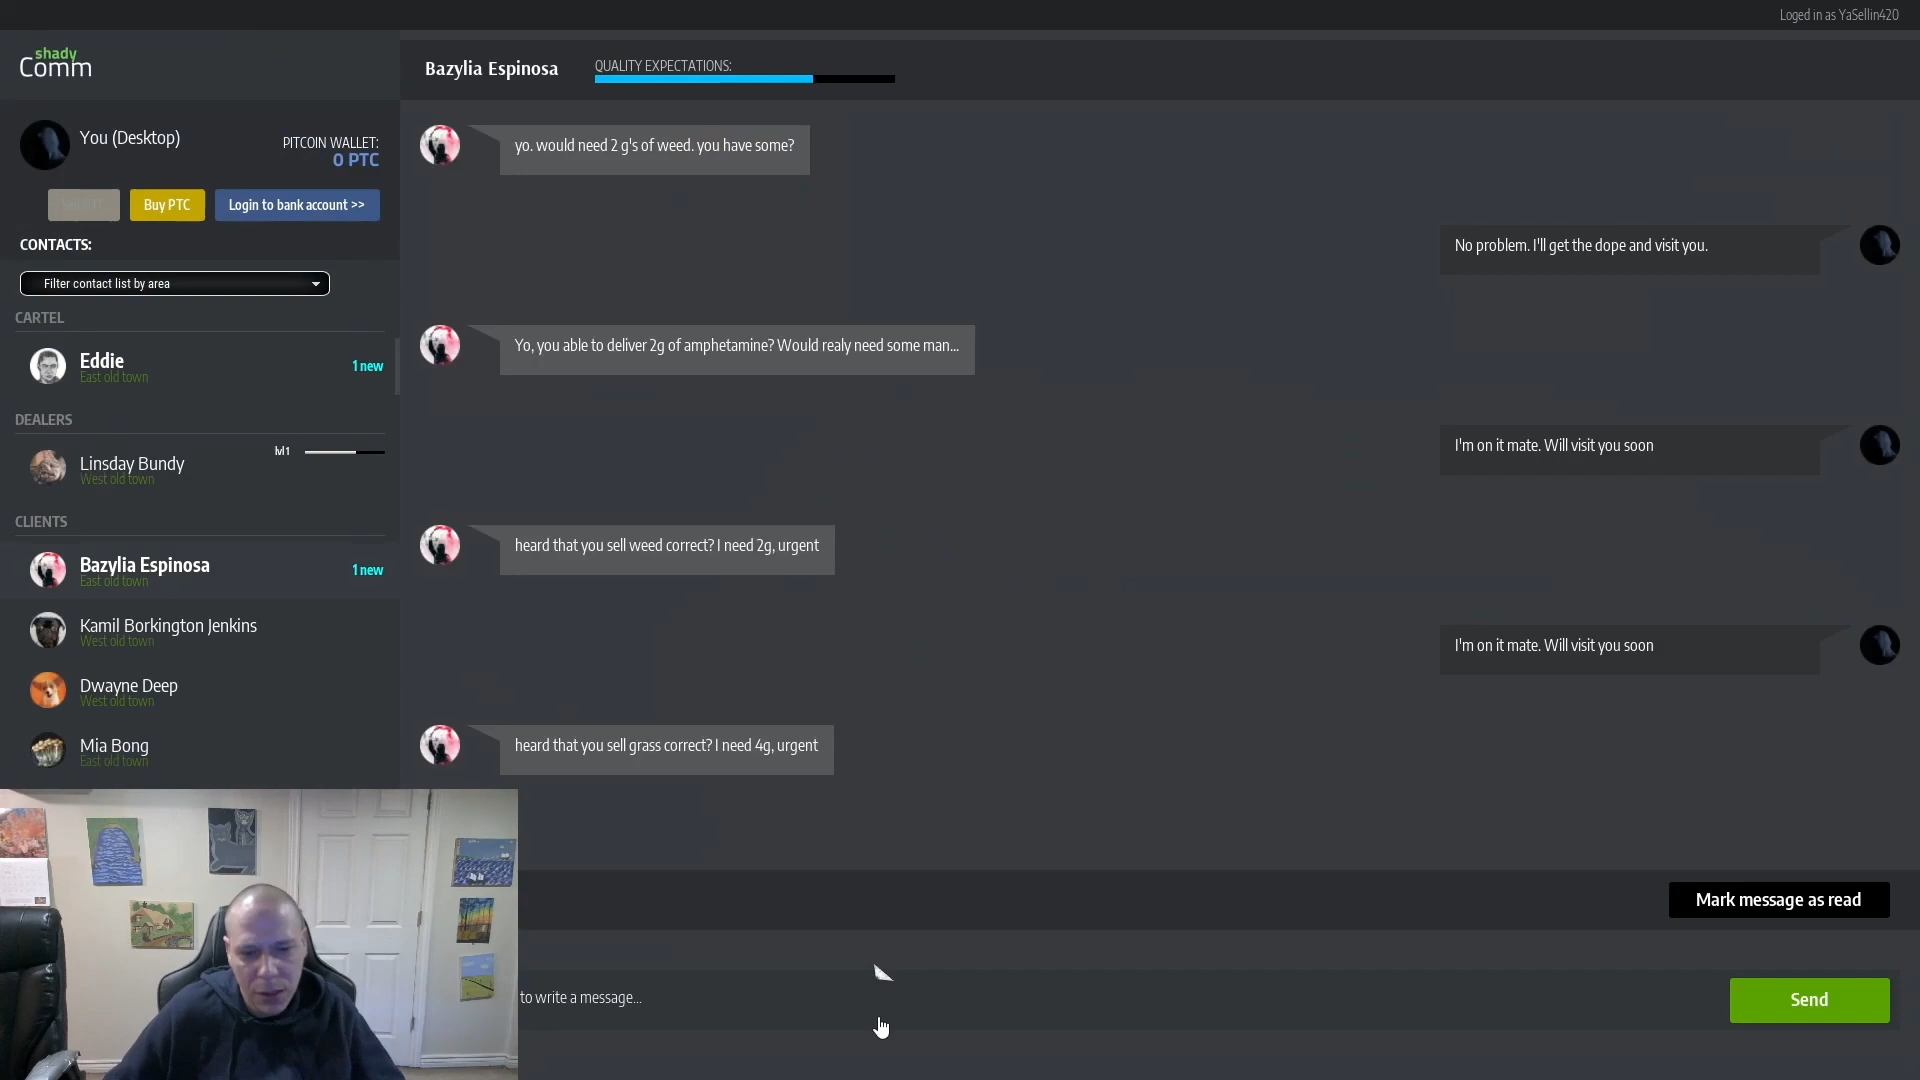 Loged in as YaSellin420
shady
Comm
Bazylia Espinosa
QUALITY EXPECTATIONS:
You (Desktop)
PITCOIN WALLET:
0 PTC
Buy PTC
Login to bank account >>
CONTACTS:
Filter contact list by area
CARTEL
Eddie
1 new
East old town
DEALERS
lvl 1
Linsday Bundy
West old town
CLIENTS
Bazylia Espinosa
1 new
East old town
Kamil Borkington Jenkins
West old town
Dwayne Deep
West old town
Mia Bong
East old town
yo. would need 2 g's of weed. you have some?
No problem. I'll get the dope and visit you.
Yo, you able to deliver 2g of amphetamine? Would realy need some man...
I'm on it mate. Will visit you soon
heard that you sell weed correct? I need 2g, urgent
I'm on it mate. Will visit you soon
heard that you sell grass correct? I need 4g, urgent
Mark message as read
to write a message...
Send